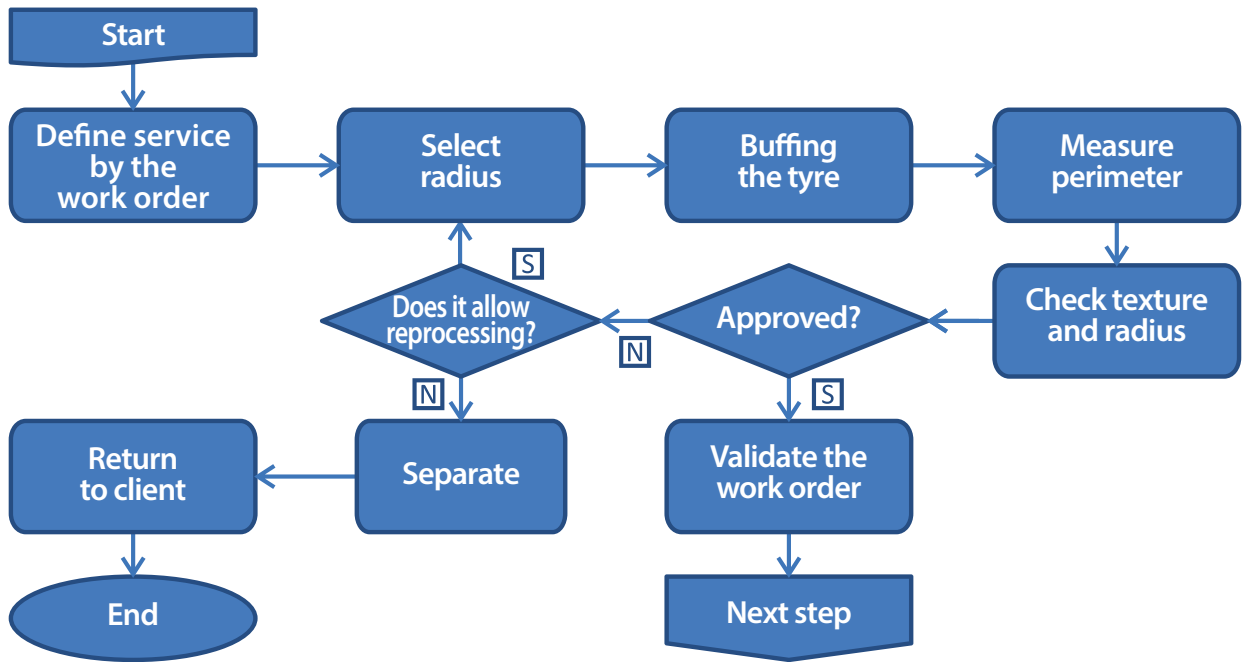 Start
Define service
by the
work order
Select
radius
Buffing
the tyre
Measure
perimeter
S
Does it allow
reprocessing?
N
Approved?
Check texture
and radius
N
S
Return
to client
Separate
Validate the
work order
End
Next step